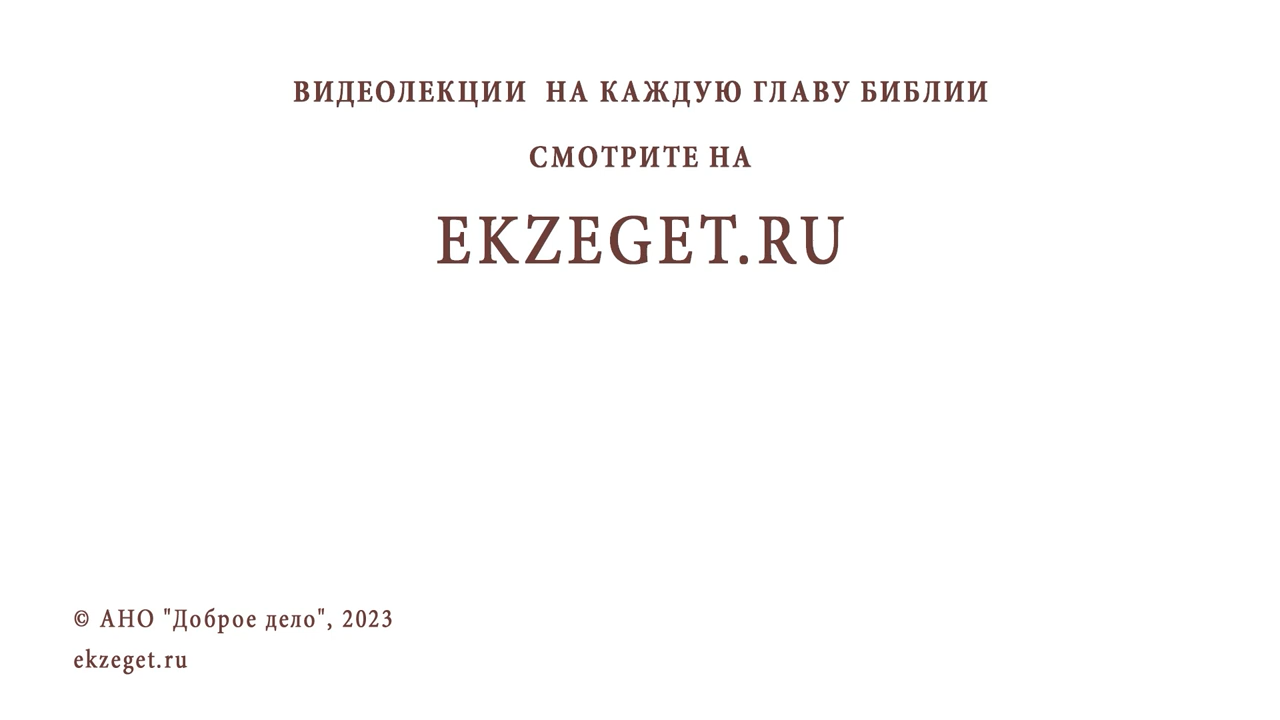 ВИДЕОЛЕКЦИИ НА КАЖДУЮ ГЛАВУ БИБЛИИ
СМОТРИТЕ НА
EKZEGET.RU
© АНО "Доброе дело", 2023
ekzeget.ru